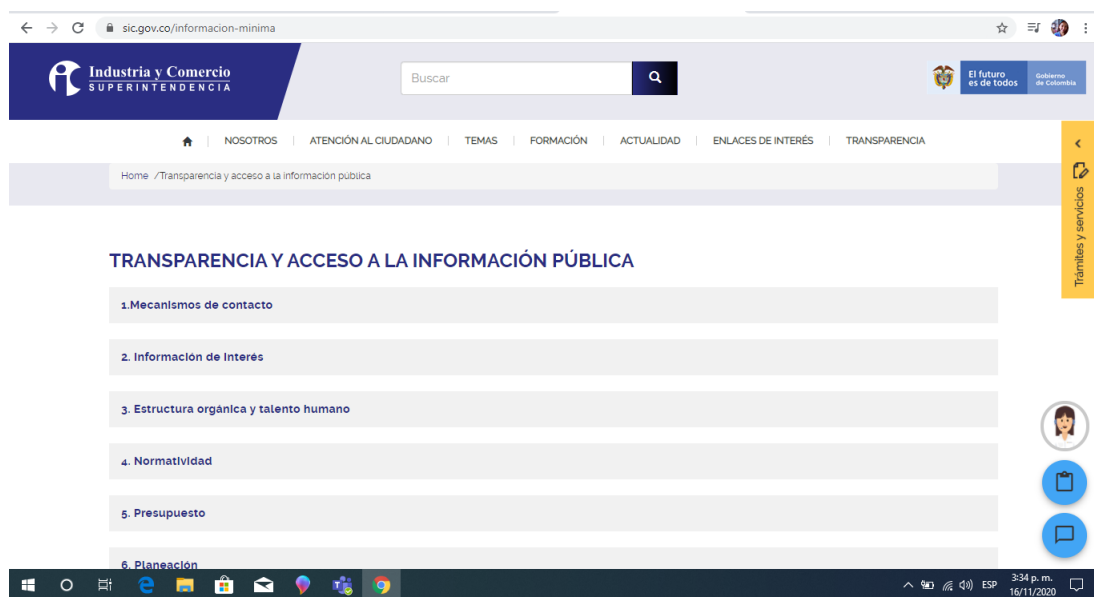 sic.gov.co/informacion-minima
Industria y Comercio
SUPERINTENDENCIA
Buscar
El futuro
es de todos
Gobierno
de Colombia
NOSOTROS | ATENCIÓN AL CIUDADANO | TEMAS | FORMACIÓN | ACTUALIDAD | ENLACES DE INTERÉS | TRANSPARENCIA
Home /Transparencia y acceso a la información pública
Trámites y servicios
TRANSPARENCIA Y ACCESO A LA INFORMACIÓN PÚBLICA
1.Mecanismos de contacto
2. Información de Interés
3. Estructura orgánica y talento humano
4. Normatividad
5. Presupuesto
6. Planeación
ESP
3:34 p. m.
16/11/2020